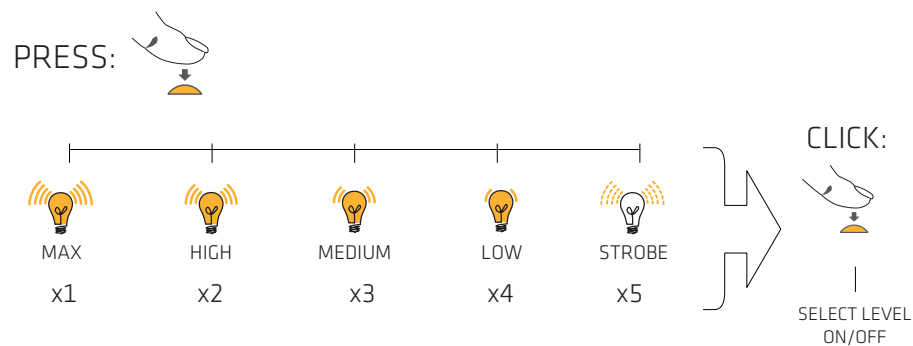 PRESS:
CLICK:
MAX
HIGH
MEDIUM
LOW
STROBE
x1
x2
x3
x4
x5
SELECT LEVEL
ON/OFF